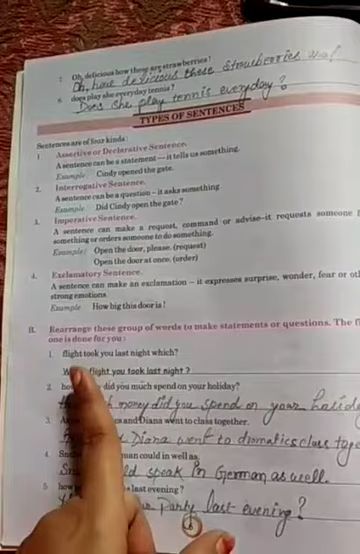 7. Oh, delicious how these are strawberries!
Oh, how delicious these strawberries are!
8. does play she everyday tennis?
Does she play tennis everyday?
TYPES OF SENTENCES
Sentences are of four kinds:
1. Assertive or Declarative Sentence.
A sentence can be a statement — it tells us something.
Example: Cindy opened the gate.
2. Interrogative Sentence.
A sentence can be a question – it asks something
Example: Did Cindy open the gate?
3. Imperative Sentence.
A sentence can make a request, command or advise–it requests someone
something or orders someone to do something.
Example: Open the door, please. (request)
Open the door at once. (order)
4. Exclamatory Sentence.
A sentence can make an exclamation – it expresses surprise, wonder, fear or
strong emotions.
Example: How big this door is!
B. Rearrange these group of words to make statements or questions. The
one is done for you:
1. flight took you last night which?
flight you took last night?
2. did you much spend on your holiday?
money did you spend on your
3. and Diana went to class together.
Diana went to dramatics class
4. man could in well as.
speak in German as well.
5. last evening?
Party last evening?